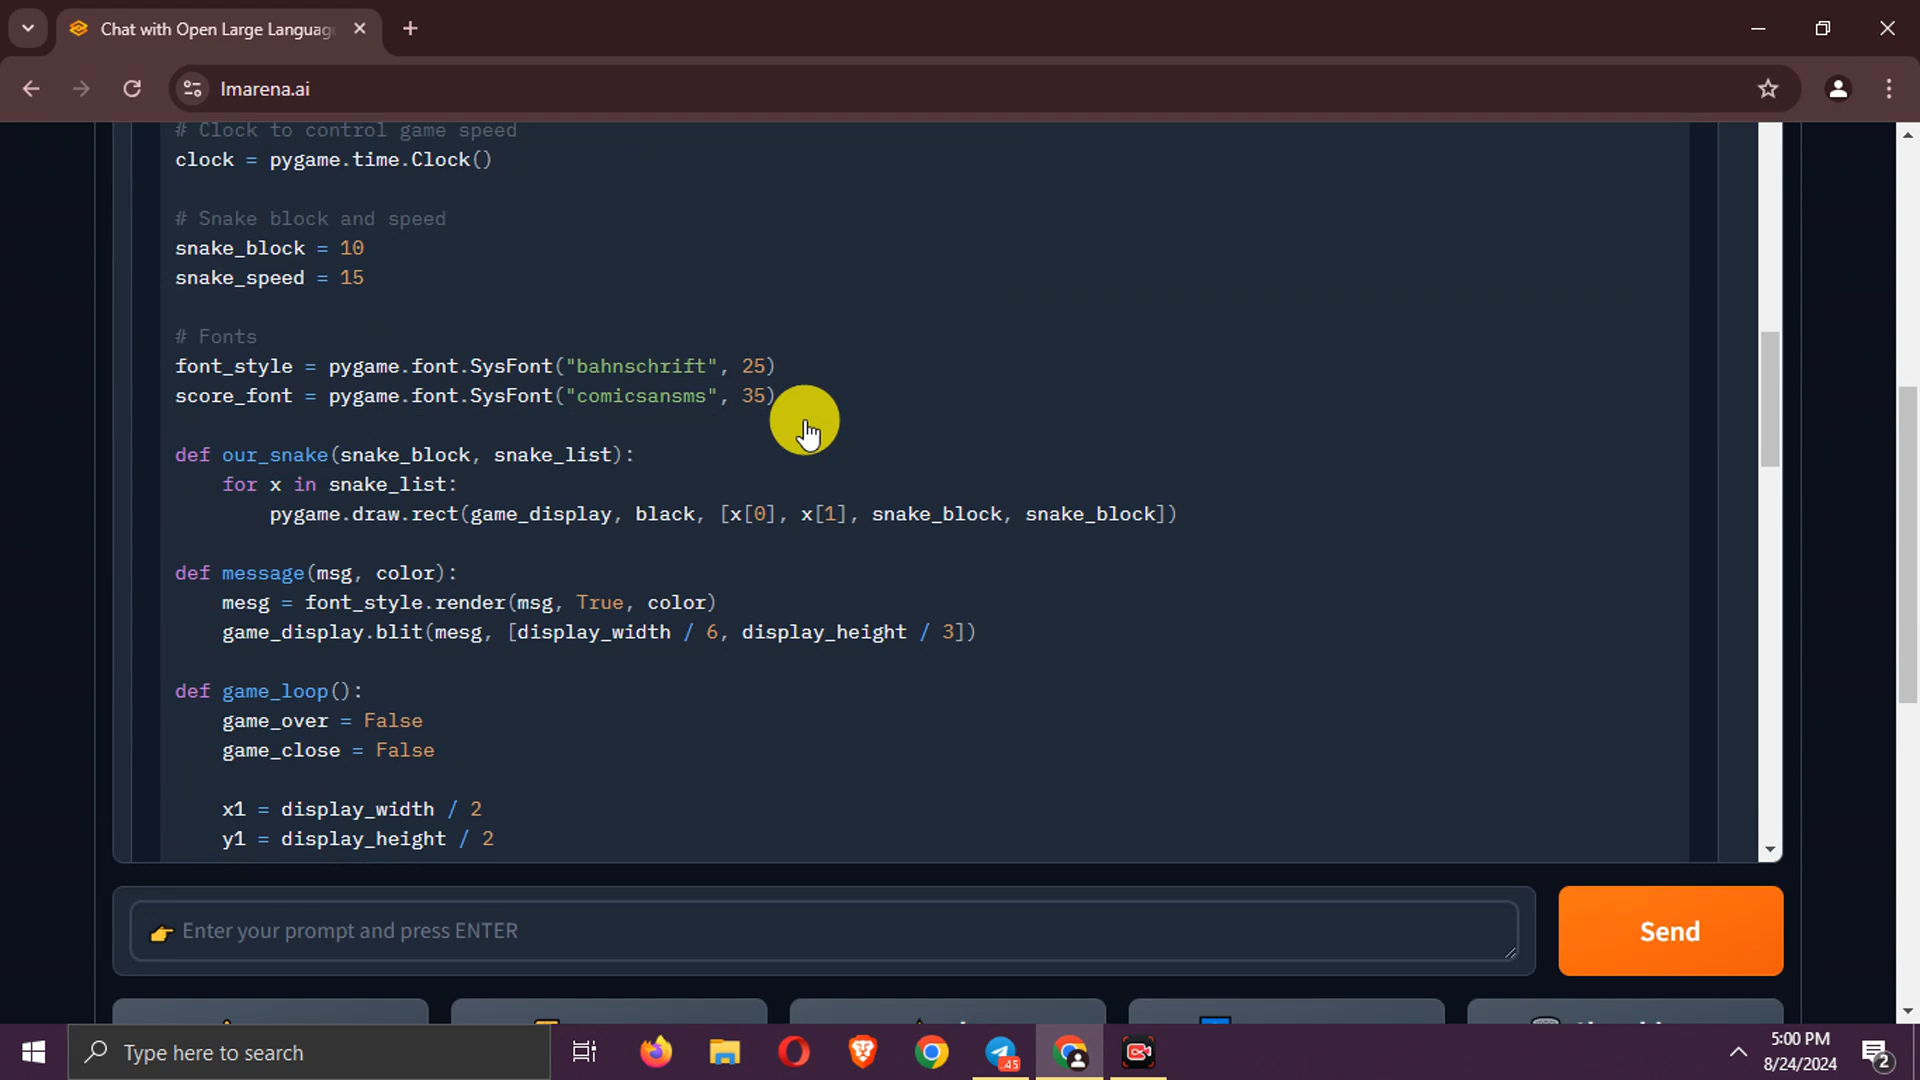 Chat with Open Large Languag
lmarena.ai
# Clock to control game speed
clock = pygame.time.Clock()
# Snake block and speed
snake_block = 10
snake_speed = 15
# Fonts
font_style = pygame.font.SysFont("bahnschrift", 25)
score_font = pygame.font.SysFont("comicsansms", 35)
def our_snake(snake_block, snake_list):
    for x in snake_list:
        pygame.draw.rect(game_display, black, [x[0], x[1], snake_block, snake_block])
def message(msg, color):
    mesg = font_style.render(msg, True, color)
    game_display.blit(mesg, [display_width / 6, display_height / 3])
def game_loop():
    game_over = False
    game_close = False
    x1 = display_width / 2
    y1 = display_height / 2
👉 Enter your prompt and press ENTER
Send
Type here to search
45
5:00 PM
8/24/2024
2